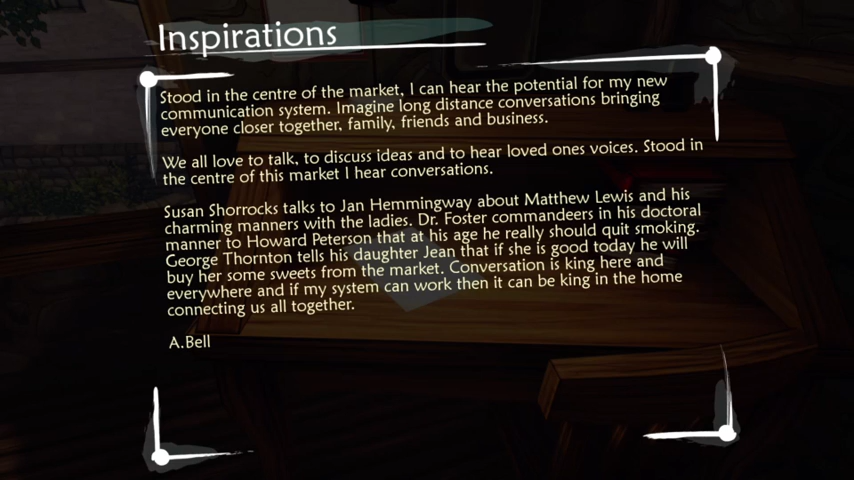 Inspirations
Stood in the centre of the market, I can hear the potential for my new
communication system. Imagine long distance conversations bringing
everyone closer together, family, friends and business.
We all love to talk, to discuss ideas and to hear loved ones voices. Stood in
the centre of this market I hear conversations.
Susan Shorrocks talks to Jan Hemmingway about Matthew Lewis and his
charming manners with the ladies. Dr. Foster commandeers in his doctoral
manner to Howard Peterson that at his age he really should quit smoking.
George Thornton tells his daughter Jean that if she is good today he will
buy her some sweets from the market. Conversation is king here and
everywhere and if my system can work then it can be king in the home
connecting us all together.
A.Bell